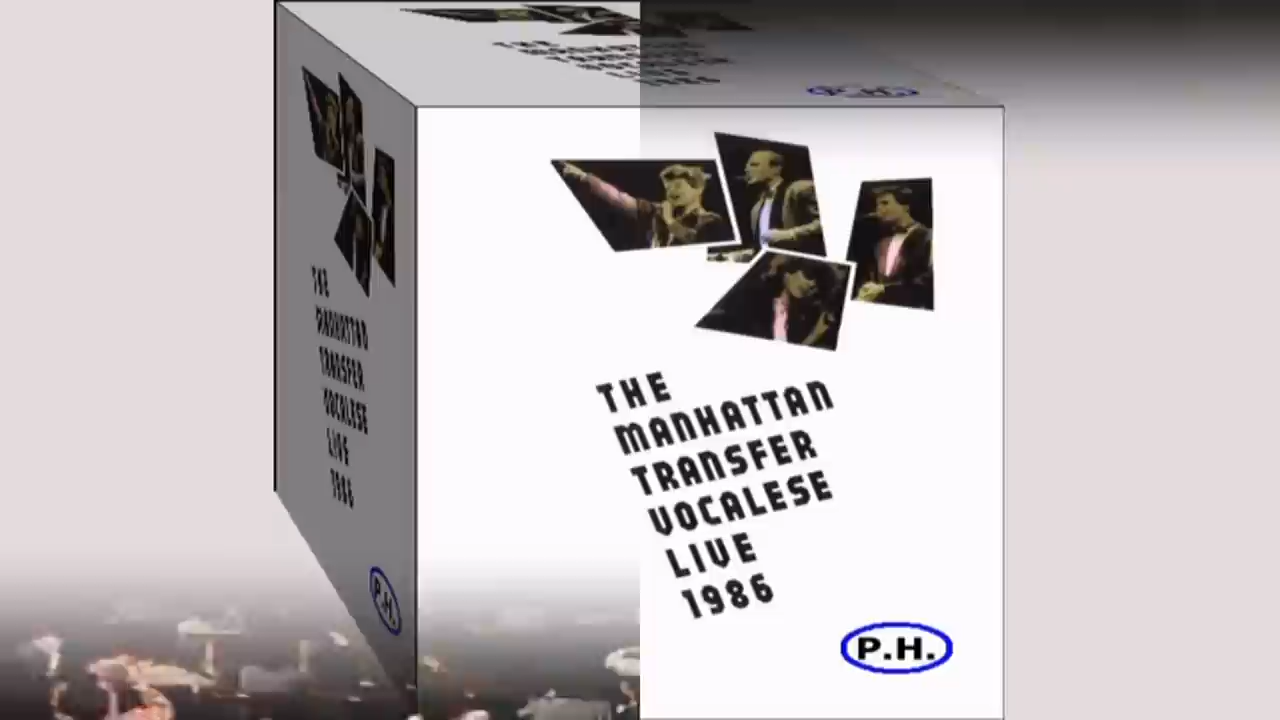 THE
MANHATTAN
TRANSFER
VOCALESE
LIVE
1986
P.H.
THE
MANHATTAN
TRANSFER
VOCALESE
LIVE
1986
P.H.
P.H.